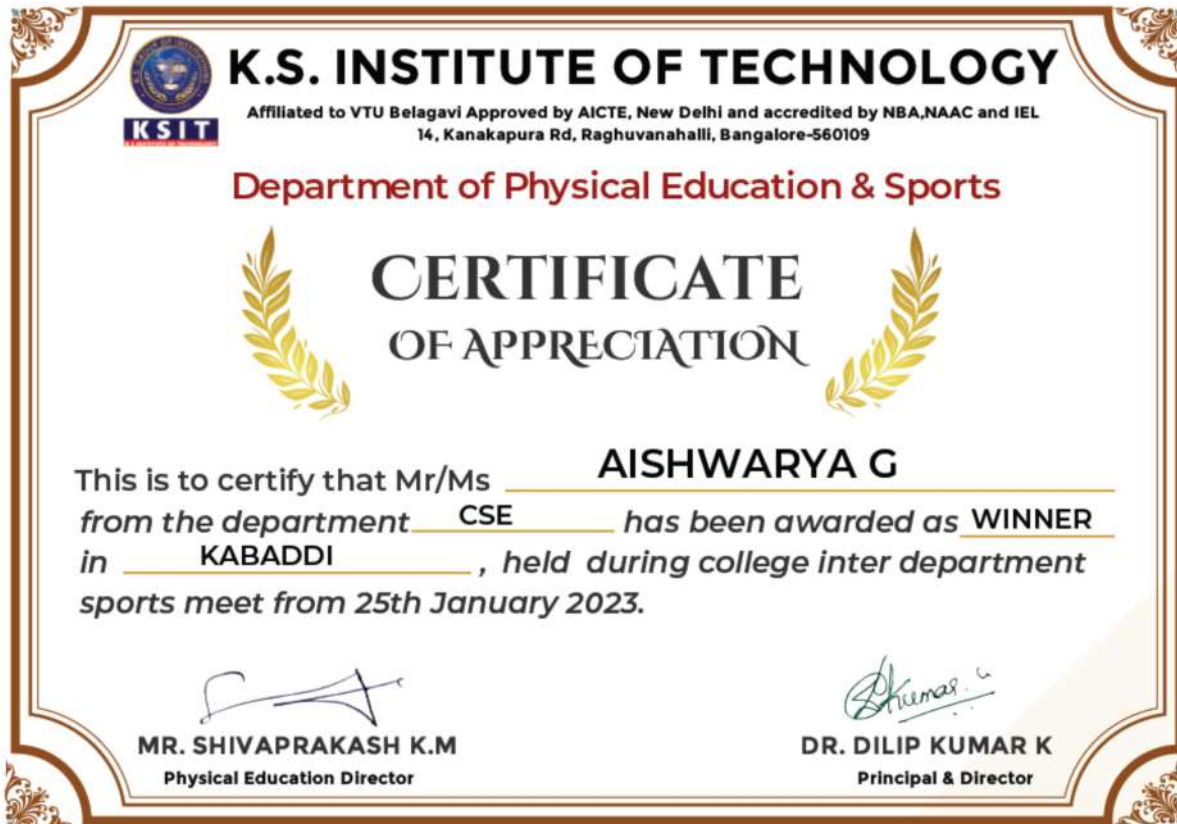 K.S. INSTITUTE OF TECHNOLOGY
KSIT
Affiliated to VTU Belagavi Approved by AICTE, New Delhi and accredited by NBA,NAAC and IEL
14, Kanakapura Rd, Raghuvanahalli, Bangalore-560109
Department of Physical Education & Sports
CERTIFICATE
OF APPRECIATION
This is to certify that Mr/Ms AISHWARYA G
from the department CSE has been awarded as WINNER
in KABADDI , held during college inter department
sports meet from 25th January 2023.
MR. SHIVAPRAKASH K.M
Physical Education Director
DR. DILIP KUMAR K
Principal & Director